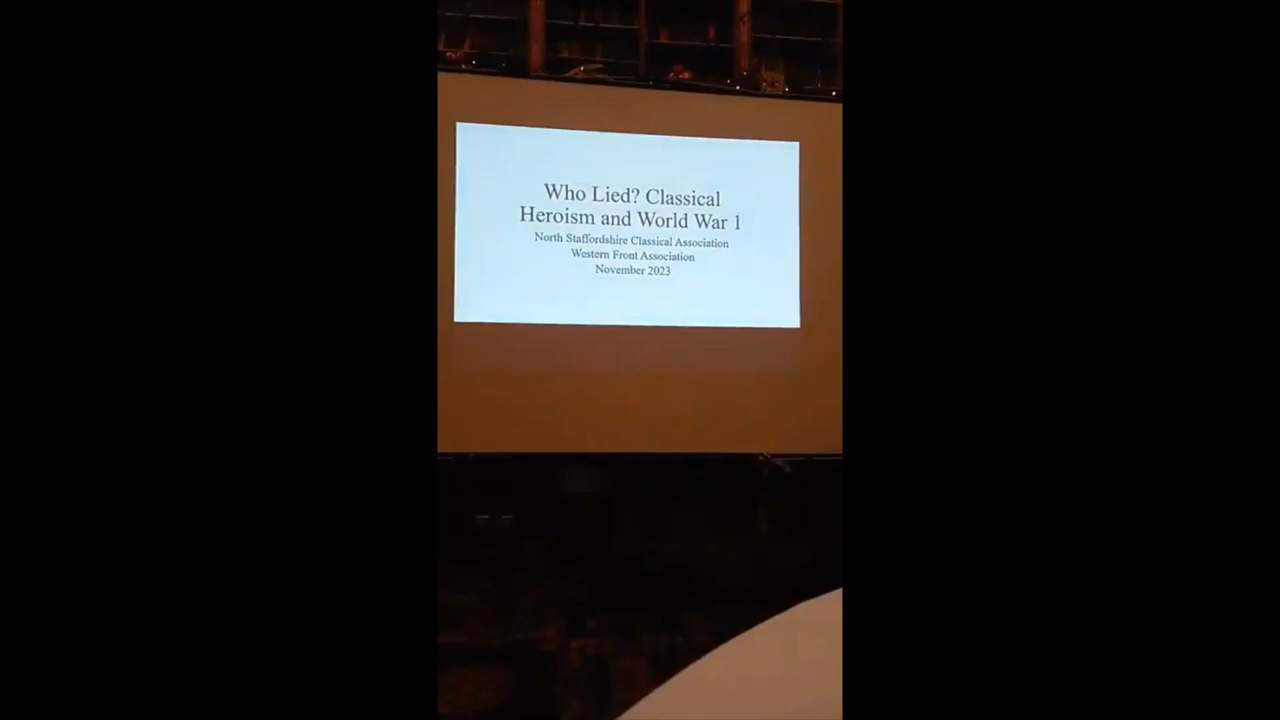 Who Lied? Classical
Heroism and World War 1
North Staffordshire Classical Association
Western Front Association
November 2023